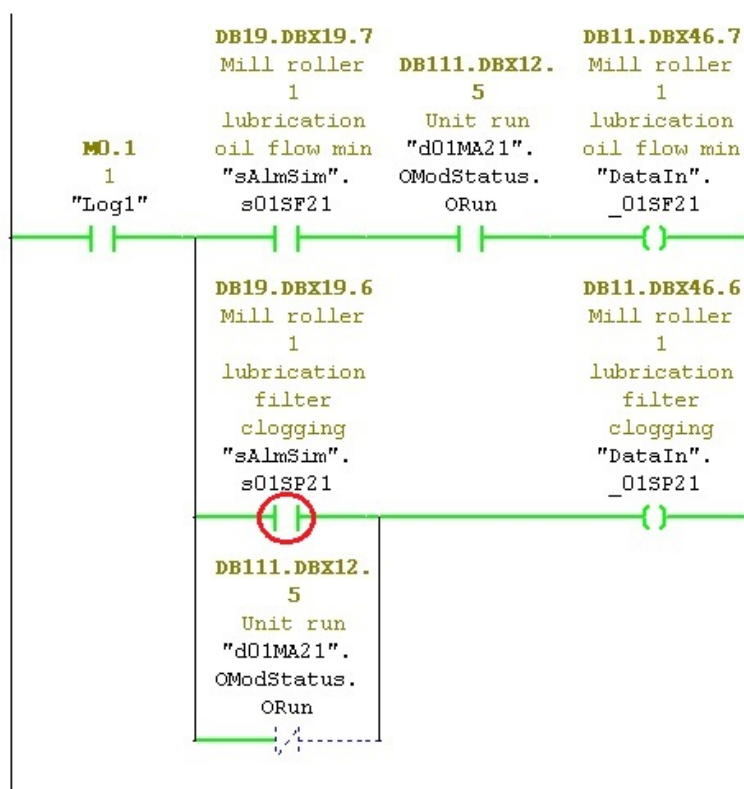 DB19.DBX19.7
Mill roller
1
lubrication
oil flow min
"sAlmSim".
s01SF21
DB111.DBX12.
5
Unit run
"d01MA21".
OModStatus.
ORun
DB11.DBX46.7
Mill roller
1
lubrication
oil flow min
"DataIn".
_01SF21
M0.1
1
"Log1"
DB19.DBX19.6
Mill roller
1
lubrication
filter
clogging
"sAlmSim".
s01SP21
DB11.DBX46.6
Mill roller
1
lubrication
filter
clogging
"DataIn".
_01SP21
DB111.DBX12.
5
Unit run
"d01MA21".
OModStatus.
ORun